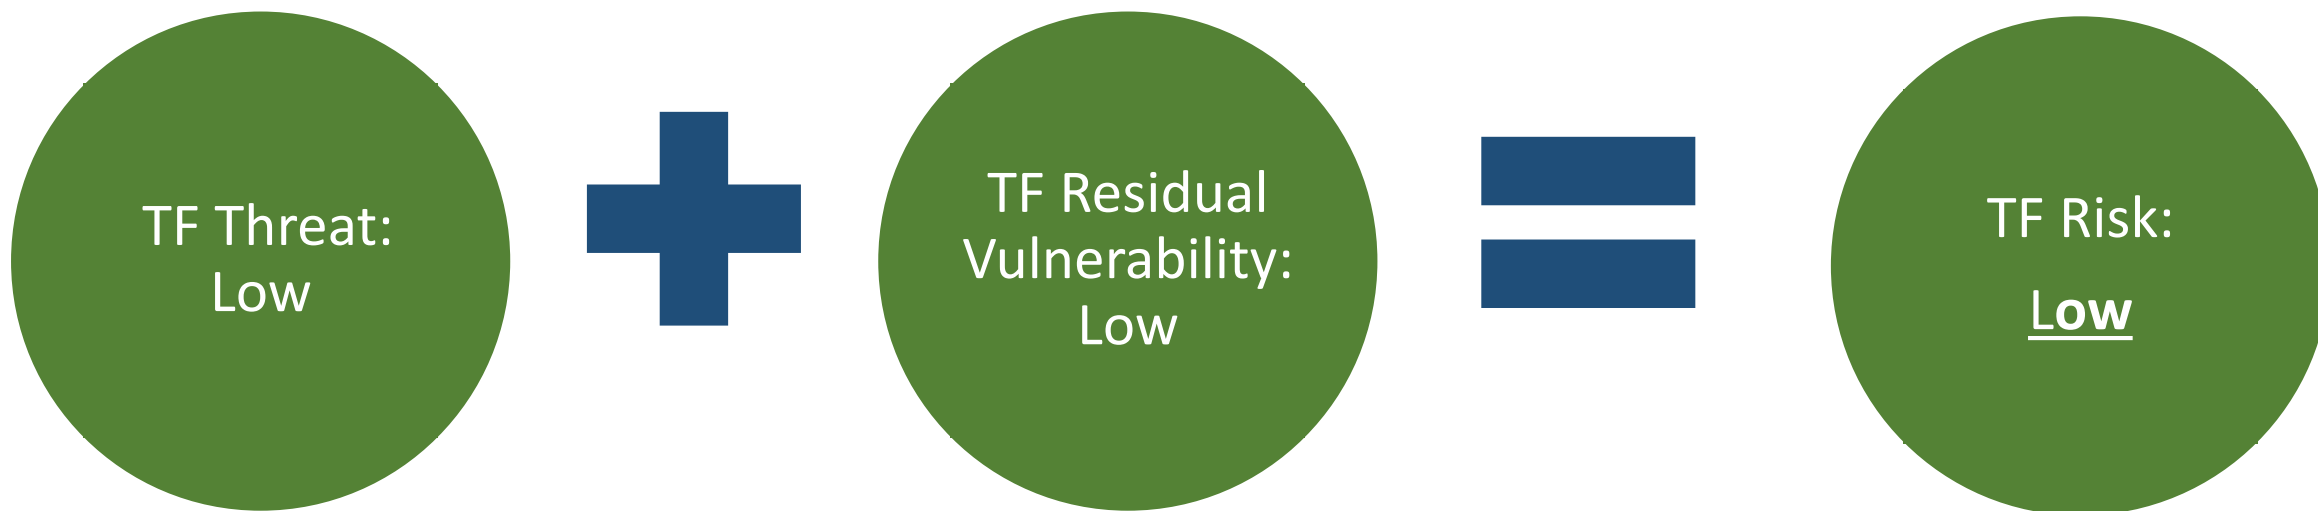 TF Threat:
Low
TF Residual
Vulnerability:
Low
TF Risk:
Low